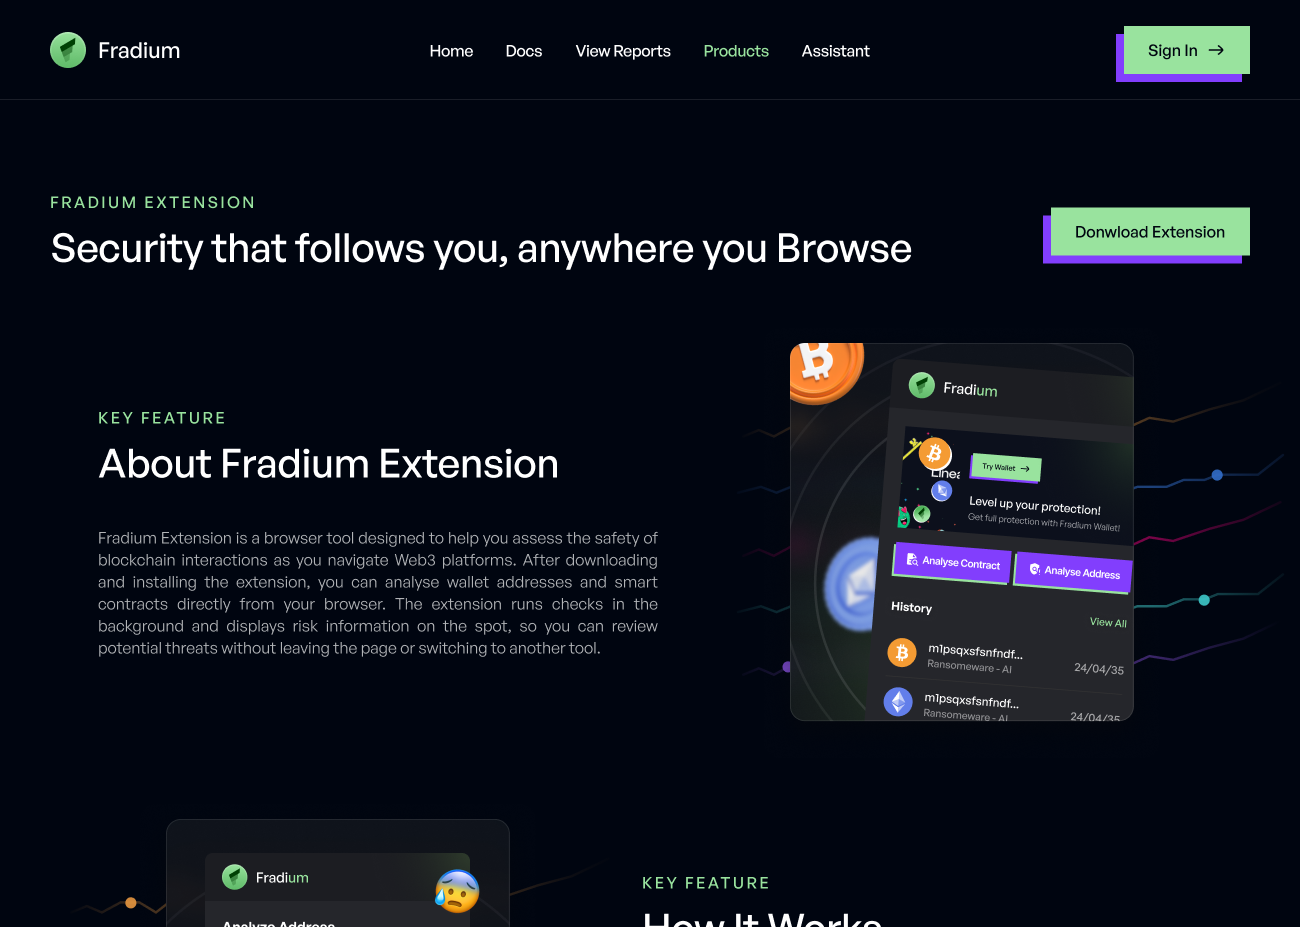 Fradium
Home
Docs
View Reports
Products
Assistant
Sign In
FRADIUM EXTENSION
Security that follows you, anywhere you Browse
Donwload Extension
KEY FEATURE
About Fradium Extension
Fradium Extension is a browser tool designed to help you assess the safety of
blockchain interactions as you navigate Web3 platforms. After downloading
and installing the extension, you can analyse wallet addresses and smart
contracts directly from your browser. The extension runs checks in the
background and displays risk information on the spot, so you can review
potential threats without leaving the page or switching to another tool.
Fradium
Linea
Try Wallet
Level up your protection!
Get full protection with Fradium Wallet!
Analyse Contract
Analyse Address
History
View All
m1psqxsfsnfndf...
Ransomeware - AI
24/04/35
m1psqxsfsnfndf...
Ransomeware - AI
24/04/35
Fradium
Analyze Address
KEY FEATURE
How It Works